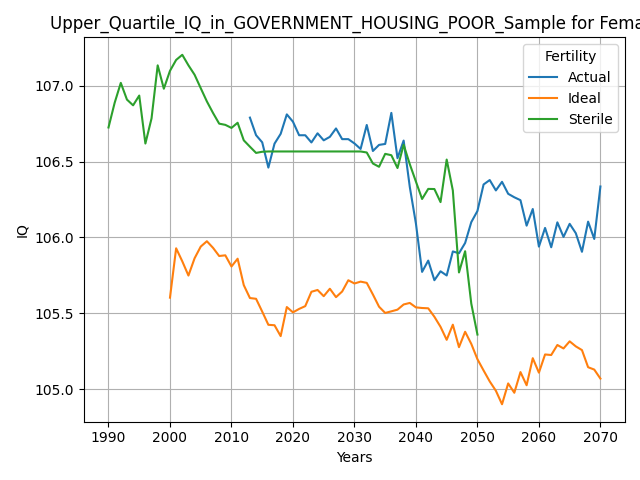 Upper_Quartile_IQ_in_GOVERNMENT_HOUSING_POOR_Sample for Fema
Fertility
Actual
Ideal
Sterile
IQ
107.0
106.5
106.0
105.5
105.0
1990 2000 2010 2020 2030 2040 2050 2060 2070
Years